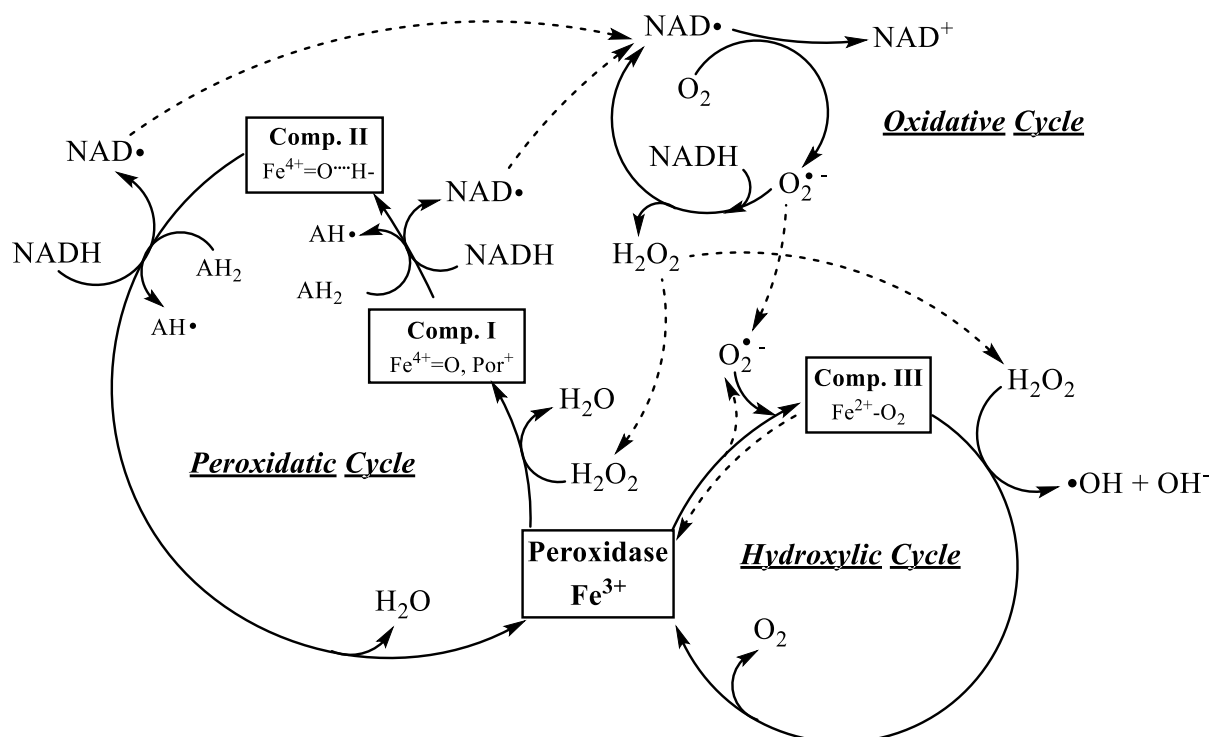 NAD•
NAD⁺
O₂
Oxidative Cycle
Comp. II
Fe⁴⁺=O····H-
NAD•
NADH
NAD•
O₂•⁻
AH•
NADH
AH₂
NADH
H₂O₂
AH₂
AH•
Comp. I
Fe⁴⁺=O, Por⁺
O₂•⁻
Comp. III
Fe²⁺-O₂
H₂O₂
H₂O
Peroxidatic Cycle
H₂O₂
•OH + OH⁻
Peroxidase
Fe³⁺
Hydroxylic Cycle
H₂O
O₂